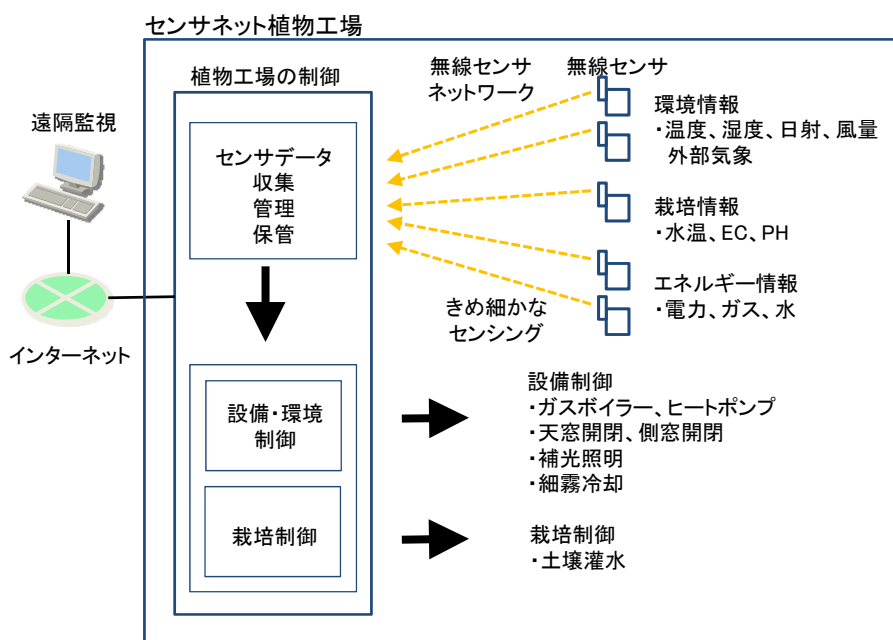 センサネット植物工場
植物工場の制御
無線センサ
ネットワーク
無線センサ
遠隔監視
センサデータ
収集
管理
保管
環境情報
・温度、湿度、日射、風量
外部気象
栽培情報
・水温、EC、PH
エネルギー情報
・電力、ガス、水
きめ細かな
センシング
インターネット
設備・環境
制御
栽培制御
設備制御
・ガスボイラー、ヒートポンプ
・天窓開閉、側窓開閉
・補光照明
・細霧冷却
栽培制御
・土壌灌水